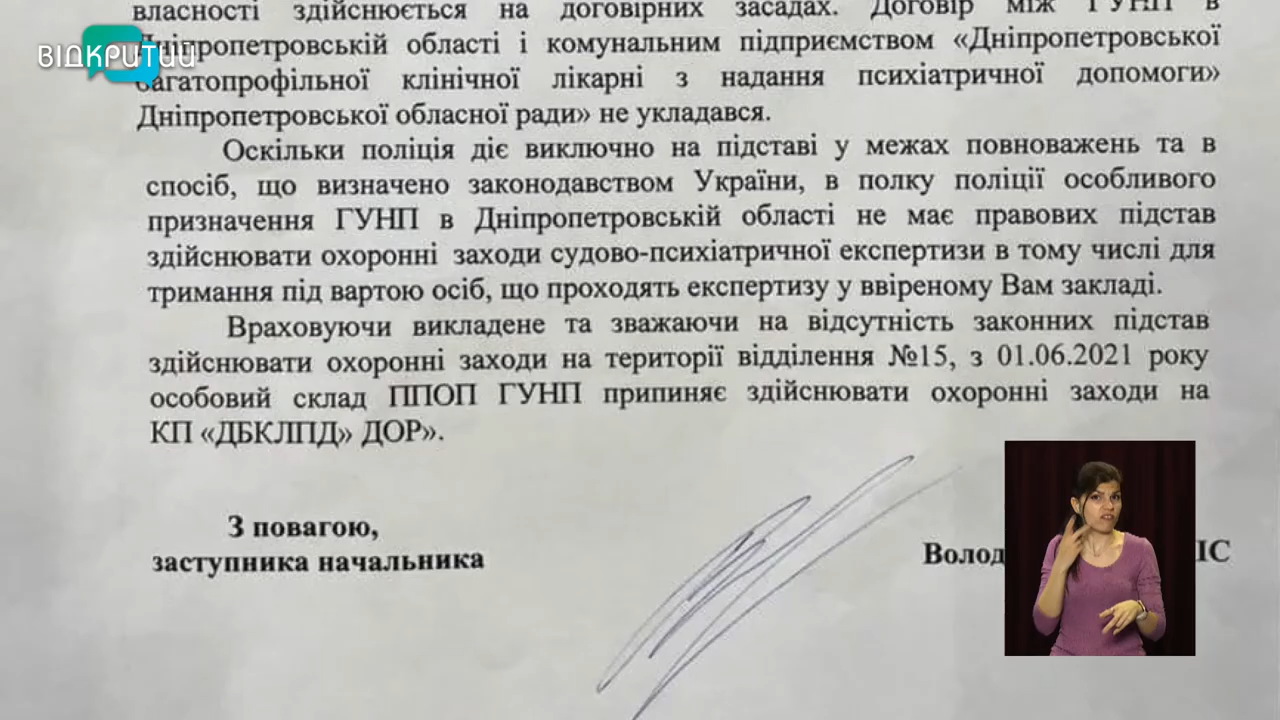 власності здійснюється на договірних засадах. Договір між ГУНП в
ВІДКРИТИЙ
Дніпропетровській області і комунальним підприємством «Дніпропетровської
багатопрофільної клінічної лікарні з надання психіатричної допомоги»
Дніпропетровської обласної ради» не укладався.
Оскільки поліція діє виключно на підставі у межах повноважень та в
спосіб, що визначено законодавством України, в полку поліції особливого
призначення ГУНП в Дніпропетровській області не має правових підстав
здійснювати охоронні заходи судово-психіатричної експертизи в тому числі для
тримання під вартою осіб, що проходять експертизу у ввіреному Вам закладі.
Враховуючи викладене та зважаючи на відсутність законних підстав
здійснювати охоронні заходи на території відділення №15, з 01.06.2021 року
особовий склад ППОП ГУНП припиняє здійснювати охоронні заходи на
КП «ДБКЛПД» ДОР».
З повагою,
заступника начальника